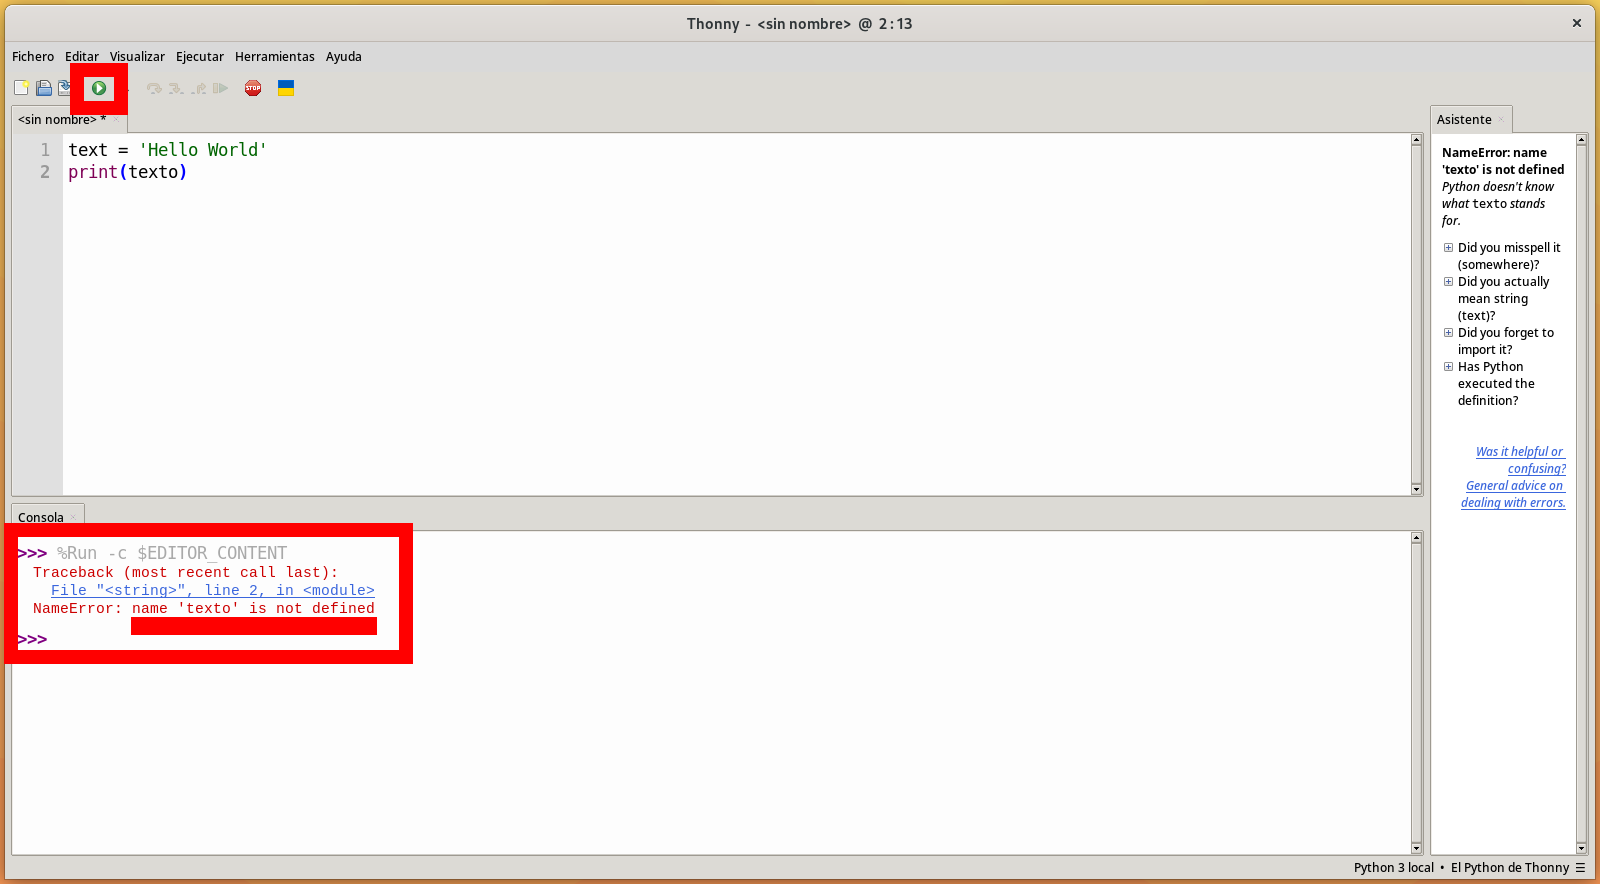 Thonny - <sin nombre> @ 2:13
Fichero Editar Visualizar Ejecutar Herramientas Ayuda
STOP
<sin nombre> *
1 text = 'Hello World'
2 print(texto)
Consola
>>> %Run -c $EDITOR_CONTENT
Traceback (most recent call last):
File "<string>", line 2, in <module>
NameError: name 'texto' is not defined
>>>
Asistente
NameError: name
'texto' is not defined
Python doesn't know
what texto stands
for.
Did you misspell it
(somewhere)?
Did you actually
mean string
(text)?
Did you forget to
import it?
Has Python
executed the
definition?
Was it helpful or
confusing?
General advice on
dealing with errors.
Python 3 local • El Python de Thonny ☰